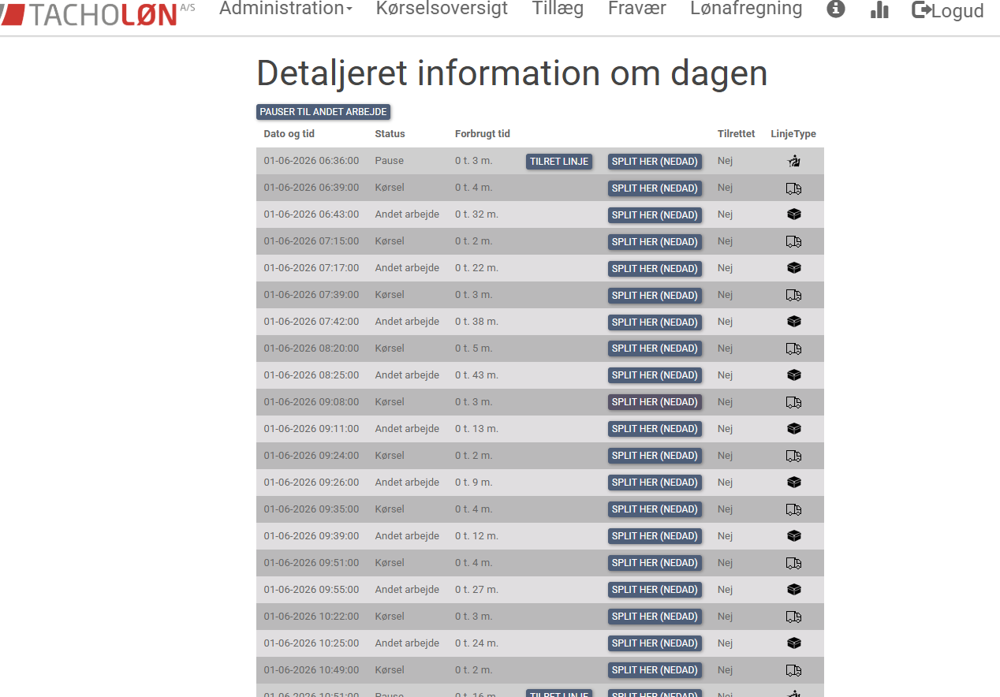 TACHOLØN A/S Administration Kørselsoversigt Tillæg Fravær Lønafregning Logud
Detaljeret information om dagen
PAUSER TIL ANDET ARBEJDE
Dato og tid Status Forbrugt tid Tilrettet LinjeType
01-06-2026 06:36:00 Pause 0 t. 3 m. TILRET LINJE SPLIT HER (NEDAD) Nej
01-06-2026 06:39:00 Kørsel 0 t. 4 m. SPLIT HER (NEDAD) Nej
01-06-2026 06:43:00 Andet arbejde 0 t. 32 m. SPLIT HER (NEDAD) Nej
01-06-2026 07:15:00 Kørsel 0 t. 2 m. SPLIT HER (NEDAD) Nej
01-06-2026 07:17:00 Andet arbejde 0 t. 22 m. SPLIT HER (NEDAD) Nej
01-06-2026 07:39:00 Kørsel 0 t. 3 m. SPLIT HER (NEDAD) Nej
01-06-2026 07:42:00 Andet arbejde 0 t. 38 m. SPLIT HER (NEDAD) Nej
01-06-2026 08:20:00 Kørsel 0 t. 5 m. SPLIT HER (NEDAD) Nej
01-06-2026 08:25:00 Andet arbejde 0 t. 43 m. SPLIT HER (NEDAD) Nej
01-06-2026 09:08:00 Kørsel 0 t. 3 m. SPLIT HER (NEDAD) Nej
01-06-2026 09:11:00 Andet arbejde 0 t. 13 m. SPLIT HER (NEDAD) Nej
01-06-2026 09:24:00 Kørsel 0 t. 2 m. SPLIT HER (NEDAD) Nej
01-06-2026 09:26:00 Andet arbejde 0 t. 9 m. SPLIT HER (NEDAD) Nej
01-06-2026 09:35:00 Kørsel 0 t. 4 m. SPLIT HER (NEDAD) Nej
01-06-2026 09:39:00 Andet arbejde 0 t. 12 m. SPLIT HER (NEDAD) Nej
01-06-2026 09:51:00 Kørsel 0 t. 4 m. SPLIT HER (NEDAD) Nej
01-06-2026 09:55:00 Andet arbejde 0 t. 27 m. SPLIT HER (NEDAD) Nej
01-06-2026 10:22:00 Kørsel 0 t. 3 m. SPLIT HER (NEDAD) Nej
01-06-2026 10:25:00 Andet arbejde 0 t. 24 m. SPLIT HER (NEDAD) Nej
01-06-2026 10:49:00 Kørsel 0 t. 2 m. SPLIT HER (NEDAD) Nej
01-06-2026 10:51:00 Pause 0 t. 16 m. TILRET LINJE SPLIT HER (NEDAD) Nej